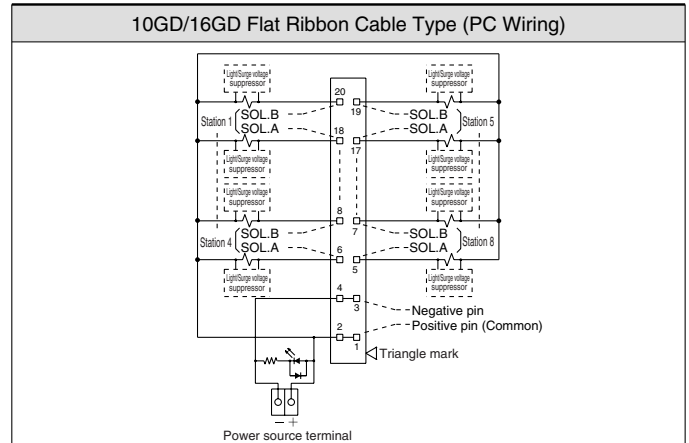 10GD/16GD Flat Ribbon Cable Type (PC Wiring)
Light/Surge voltage suppressor
Light/Surge voltage suppressor
20
19
Station 1
SOL.B
SOL.A
SOL.B
SOL.A
Station 5
18
17
Light/Surge voltage suppressor
Light/Surge voltage suppressor
Light/Surge voltage suppressor
Light/Surge voltage suppressor
8
7
Station 4
SOL.B
SOL.A
SOL.B
SOL.A
Station 8
6
5
Light/Surge voltage suppressor
Light/Surge voltage suppressor
4
3
Negative pin
Positive pin (Common)
2
1
Triangle mark
− +
Power source terminal